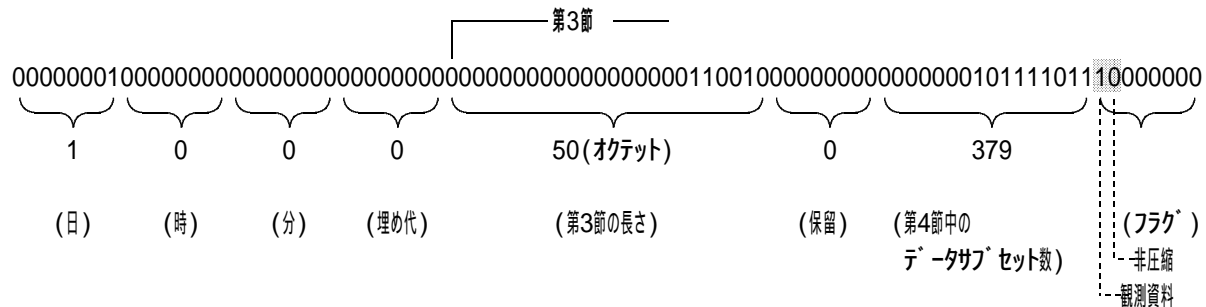 第3節
000000010000000000000000000000000000000000000000001100100000000000000001011110111​0000000
1 0 0 0 50(オクテット) 0 379
(日) (時) (分) (埋め代) (第3節の長さ) (保留) (第4節中の (フラグ)
データサブセット数) 非圧縮
観測資料